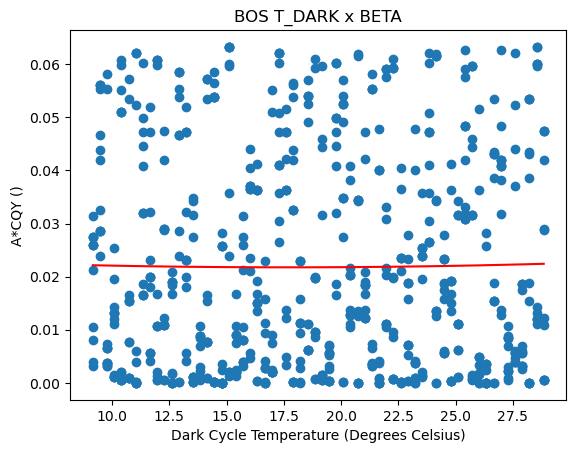 BOS T_DARK x BETA
A*CQY ()
0.06
0.05
0.04
0.03
0.02
0.01
0.00
10.0 12.5 15.0 17.5 20.0 22.5 25.0 27.5
Dark Cycle Temperature (Degrees Celsius)